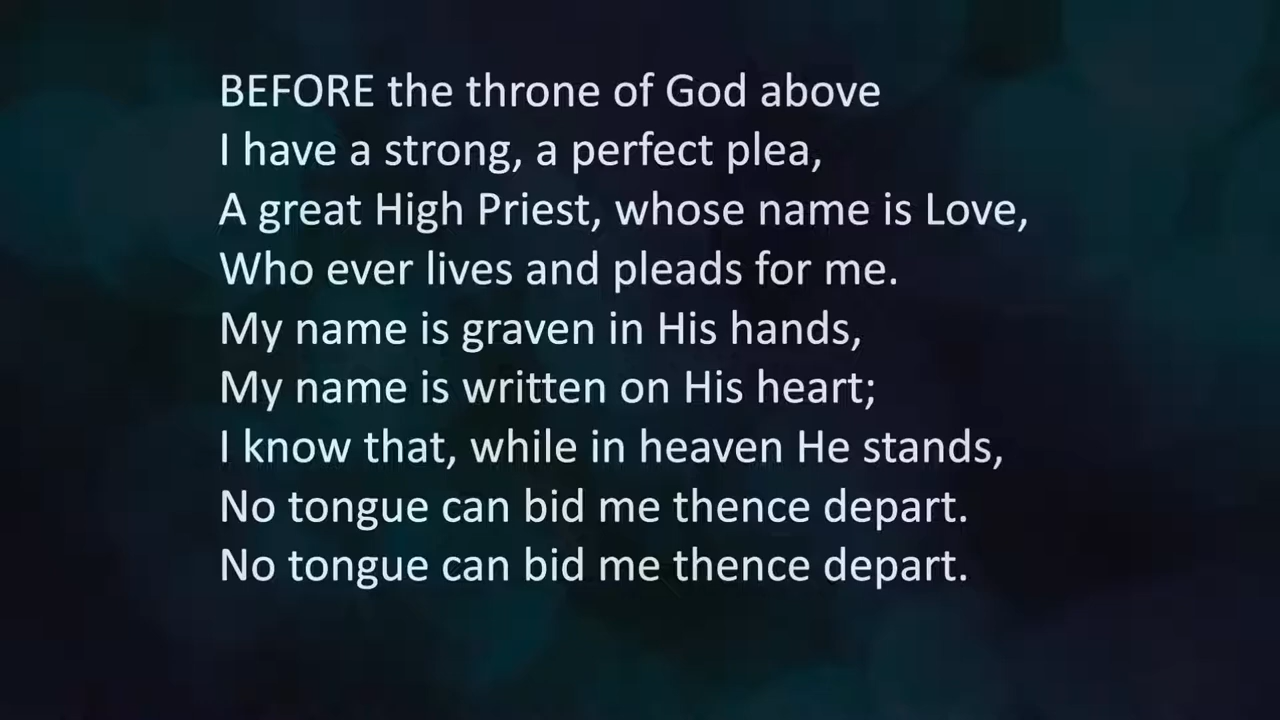 BEFORE the throne of God above
I have a strong, a perfect plea,
A great High Priest, whose name is Love,
Who ever lives and pleads for me.
My name is graven in His hands,
My name is written on His heart;
I know that, while in heaven He stands,
No tongue can bid me thence depart.
No tongue can bid me thence depart.